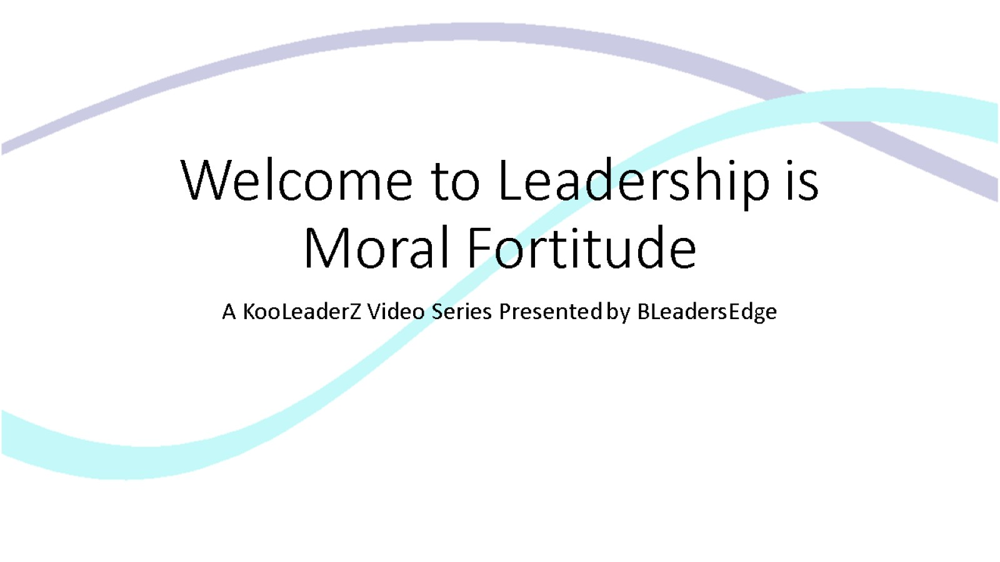 Welcome to Leadership is
Moral Fortitude
A KooLeaderZ Video Series Presented by BLeadersEdge